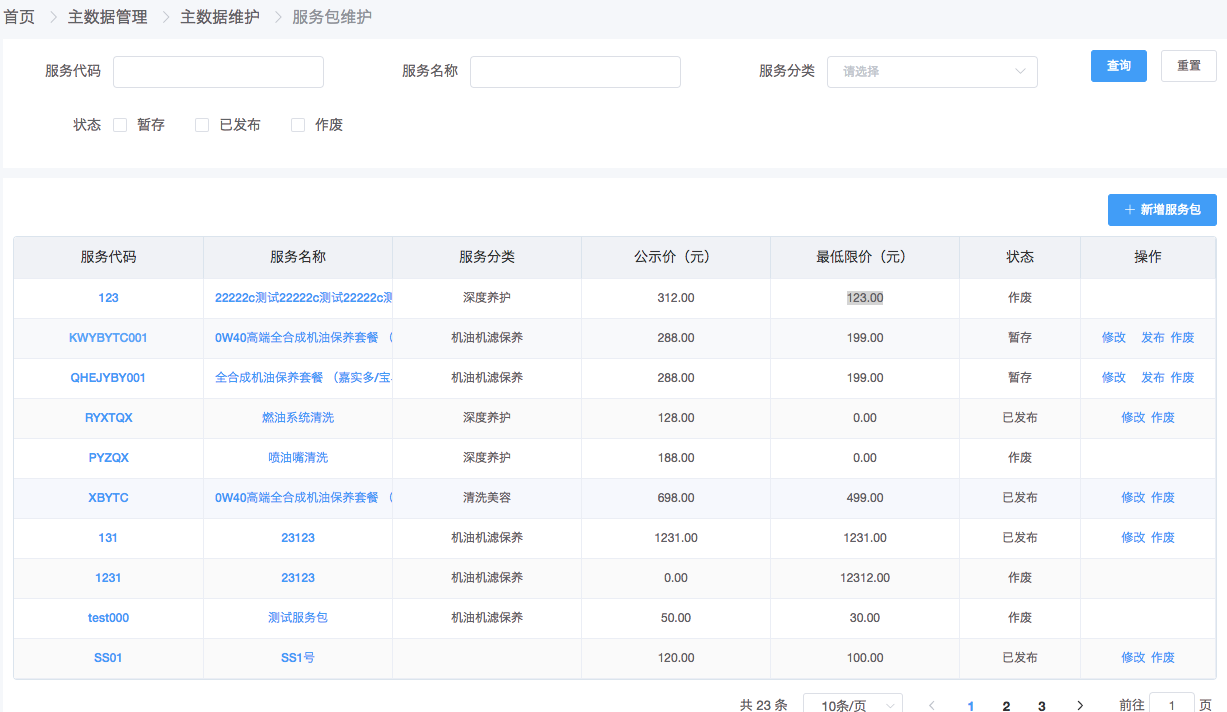 首页 主数据管理 主数据维护 服务包维护
服务代码 服务名称 服务分类 请选择 查询 重置
状态 暂存 已发布 作废
+ 新增服务包
服务代码 服务名称 服务分类 公示价（元） 最低限价（元） 状态 操作
123 22222c测试22222c测试22222c测 深度养护 312.00 123.00 作废
KWYBYTC001 0W40高端全合成机油保养套餐 （ 机油机滤保养 288.00 199.00 暂存 修改 发布 作废
QHEJYBY001 全合成机油保养套餐 （嘉实多/宝 机油机滤保养 288.00 199.00 暂存 修改 发布 作废
RYXTQX 燃油系统清洗 深度养护 128.00 0.00 已发布 修改 作废
PYZQX 喷油嘴清洗 深度养护 188.00 0.00 作废
XBYTC 0W40高端全合成机油保养套餐 （ 清洗美容 698.00 499.00 已发布 修改 作废
131 23123 机油机滤保养 1231.00 1231.00 已发布 修改 作废
1231 23123 机油机滤保养 0.00 12312.00 作废
test000 测试服务包 机油机滤保养 50.00 30.00 作废
SS01 SS1号 120.00 100.00 已发布 修改 作废
共 23 条 10条/页 1 2 3 前往 1 页